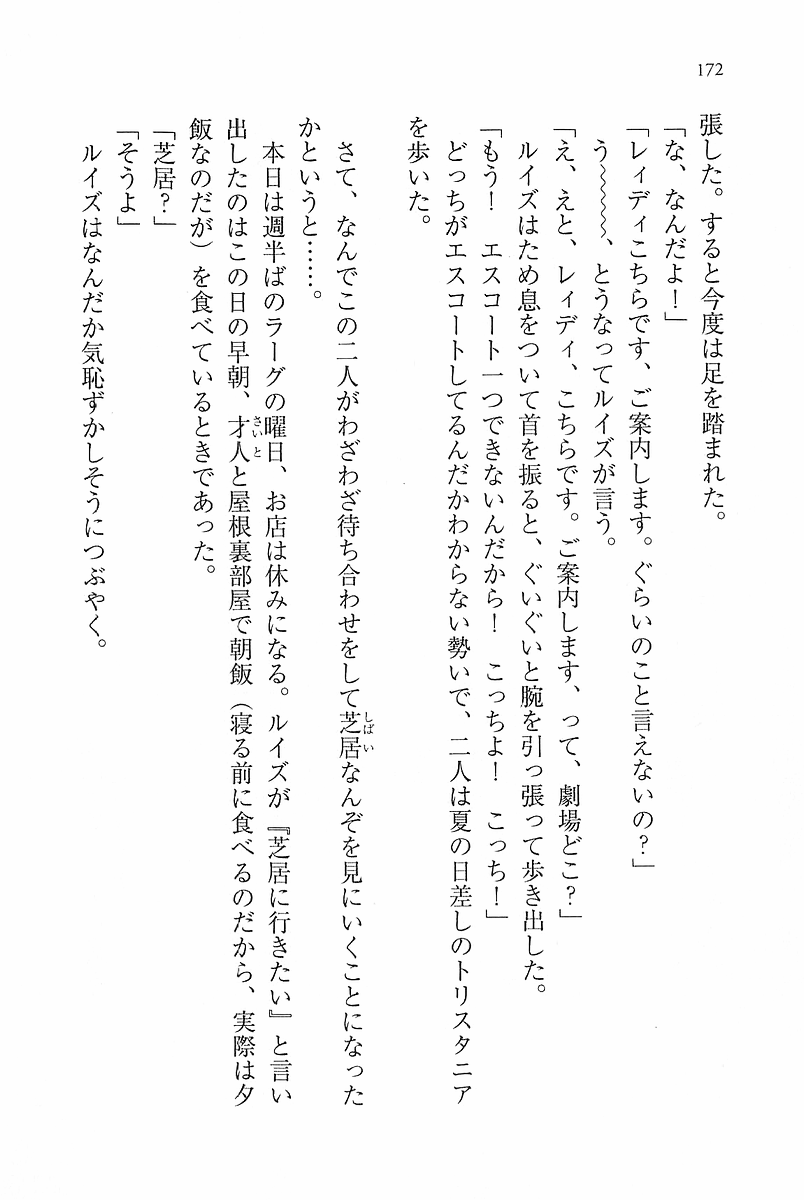 172
張した。すると今度は足を踏まれた。
「な、なんだよ！」
「レィディこちらです、ご案内します。ぐらいのこと言えないの？」
う〜〜〜〜、とうなってルイズが言う。
「え、えと、レィディ、こちらです。ご案内します、って、劇場どこ？」
ルイズはため息をついて首を振ると、ぐいぐいと腕を引っ張って歩き出した。
「もう！　エスコート一つできないんだから！　こっちよ！　こっち！」
どっちがエスコートしてるんだかわからない勢いで、二人は夏の日差しのトリスタニア
を歩いた。
さて、なんでこの二人がわざわざ待ち合わせをして芝居なんぞを見にいくことになった
かというと……。
本日は週半ばのラーグの曜日、お店は休みになる。ルイズが『芝居に行きたい』と言い
出したのはこの日の早朝、才人と屋根裏部屋で朝飯（寝る前に食べるのだから、実際は夕
飯なのだが）を食べているときであった。
「芝居？」
「そうよ」
ルイズはなんだか気恥ずかしそうにつぶやく。
しばい
さいと